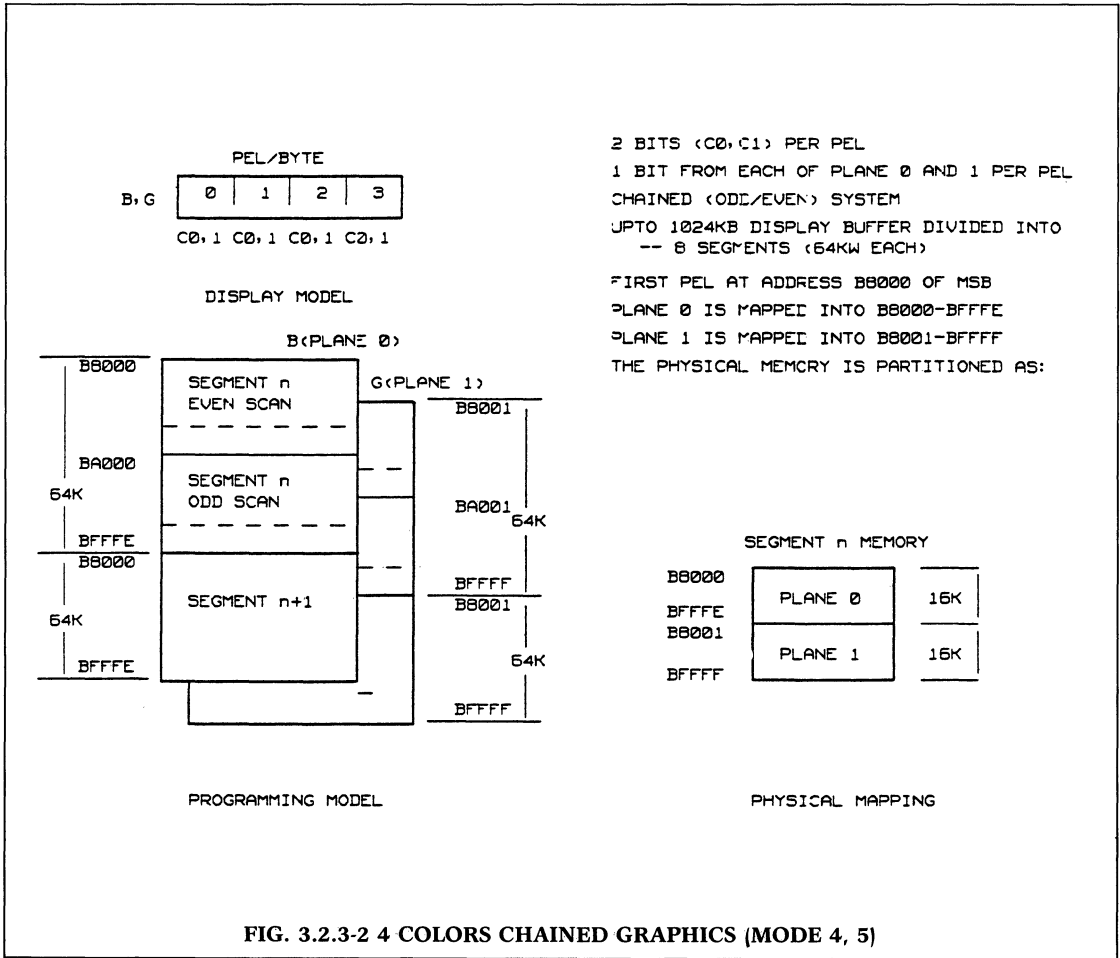 PEL/BYTE
B,G 0 1 2 3
C0,1 C0,1 C0,1 C0,1
DISPLAY MODEL
2 BITS (C0,C1) PER PEL
1 BIT FROM EACH OF PLANE 0 AND 1 PER PEL
CHAINED (ODD/EVEN) SYSTEM
UPTO 1024KB DISPLAY BUFFER DIVIDED INTO
-- 8 SEGMENTS (64KW EACH)
FIRST PEL AT ADDRESS B8000 OF MSB
PLANE 0 IS MAPPED INTO B8000-BFFFE
PLANE 1 IS MAPPED INTO B8001-BFFFF
THE PHYSICAL MEMORY IS PARTITIONED AS:
B(PLANE 0)
G(PLANE 1)
B8000
SEGMENT n
EVEN SCAN
BA000
64K
SEGMENT n
ODD SCAN
BFFFE
B8000
SEGMENT n+1
64K
BFFFE
B8001
BA001
64K
BFFFF
B8001
64K
BFFFF
PROGRAMMING MODEL
SEGMENT n MEMORY
B8000
PLANE 0 16K
BFFFE
B8001
PLANE 1 16K
BFFFF
PHYSICAL MAPPING
FIG. 3.2.3-2 4 COLORS CHAINED GRAPHICS (MODE 4, 5)